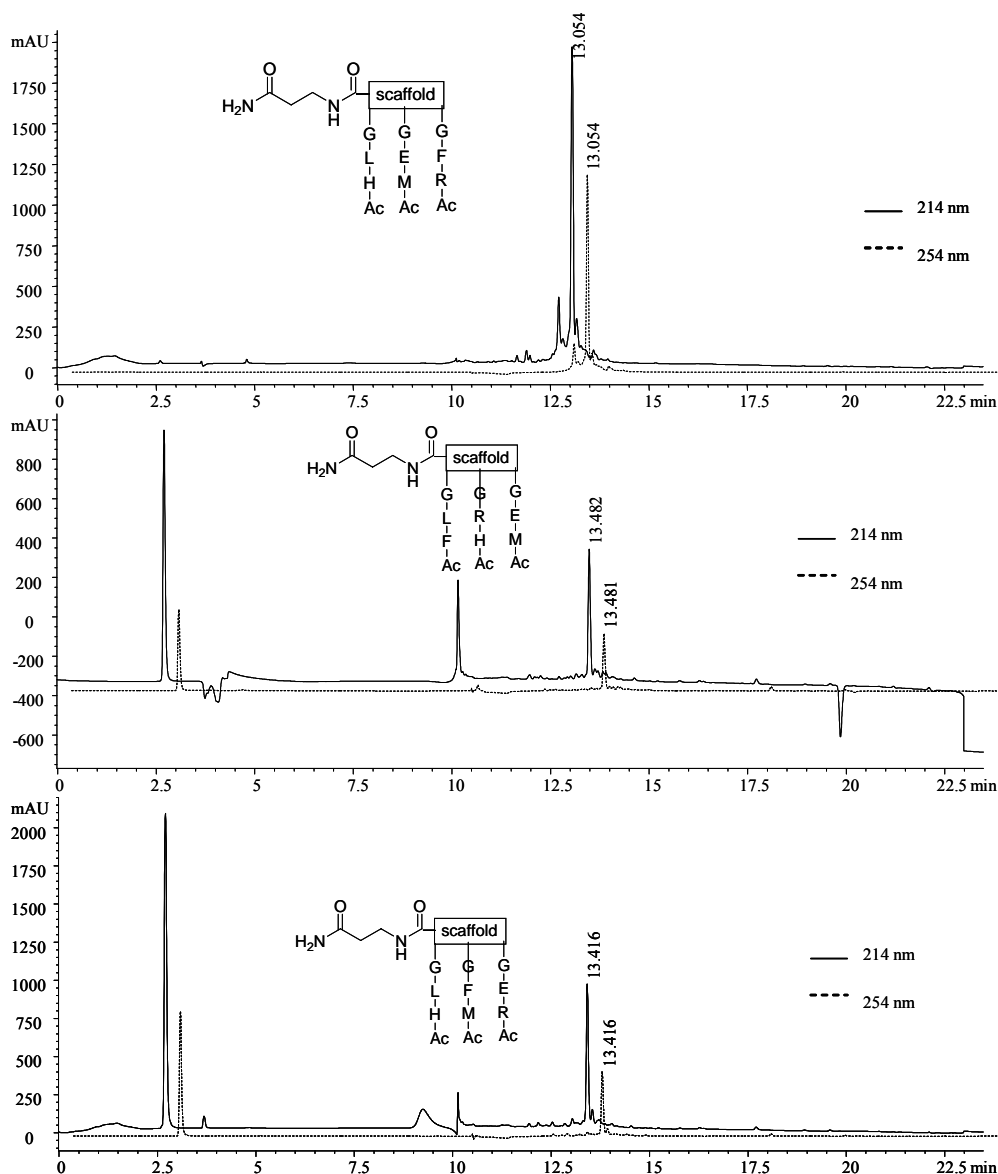 mAU
1750
1500
1250
1000
750
500
250
0
0 2.5 5 7.5 10 12.5 15 17.5 20 22.5 min
13.054
13.054
214 nm
254 nm
O O
H₂N N
H
scaffold
G G G
L E F
H M R
Ac Ac Ac
800
600
400
200
0
-200
-400
-600
0 2.5 5 7.5 10 12.5 15 17.5 20 22.5 min
13.482
13.481
214 nm
254 nm
O O
H₂N N
H
scaffold
G G G
L R E
F H M
Ac Ac Ac
mAU
2000
1750
1500
1250
1000
750
500
250
0
0 2.5 5 7.5 10 12.5 15 17.5 20 22.5 min
13.416
13.416
214 nm
254 nm
O O
H₂N N
H
scaffold
G G G
L F E
H M R
Ac Ac Ac